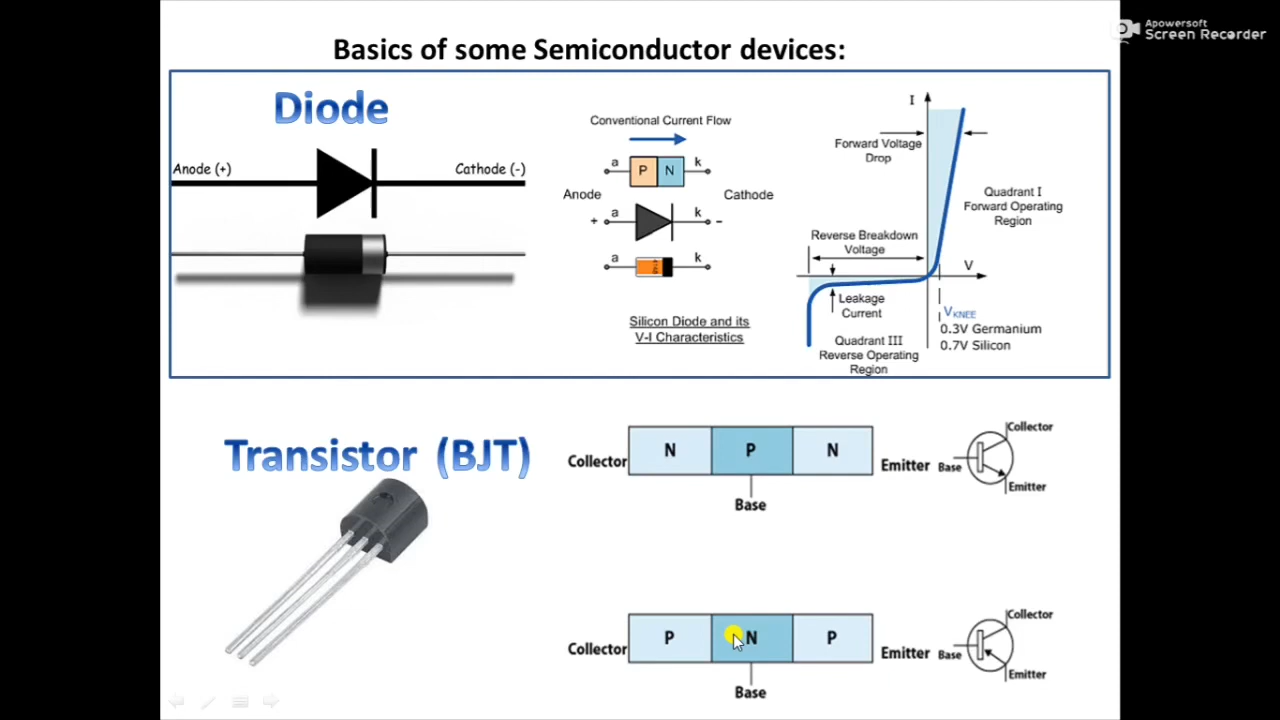 Apowersoft
Screen Recorder
Basics of some Semiconductor devices:
Diode
Anode (+)
Cathode (-)
Conventional Current Flow
a
P
N
k
Anode
Cathode
+
a
k
–
a
k
Silicon Diode and its
V-I Characteristics
I
Forward Voltage
Drop
Quadrant I
Forward Operating
Region
Reverse Breakdown
Voltage
V
Leakage
Current
VKNEE
0.3V Germanium
0.7V Silicon
Quadrant III
Reverse Operating
Region
Transistor (BJT)
Collector
N
P
N
Emitter
Base
Collector
Base
Emitter
Collector
P
N
P
Emitter
Base
Collector
Base
Emitter